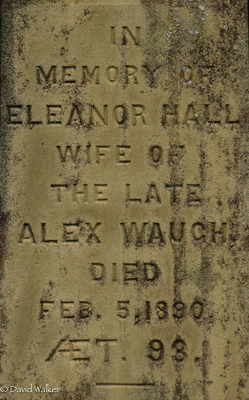 IN
MEMORY OF
ELEANOR HALL
WIFE OF
THE LATE
ALEX WAUGH,
DIED
FEB. 5, 1890.
ÆT. 93.
© David Walker